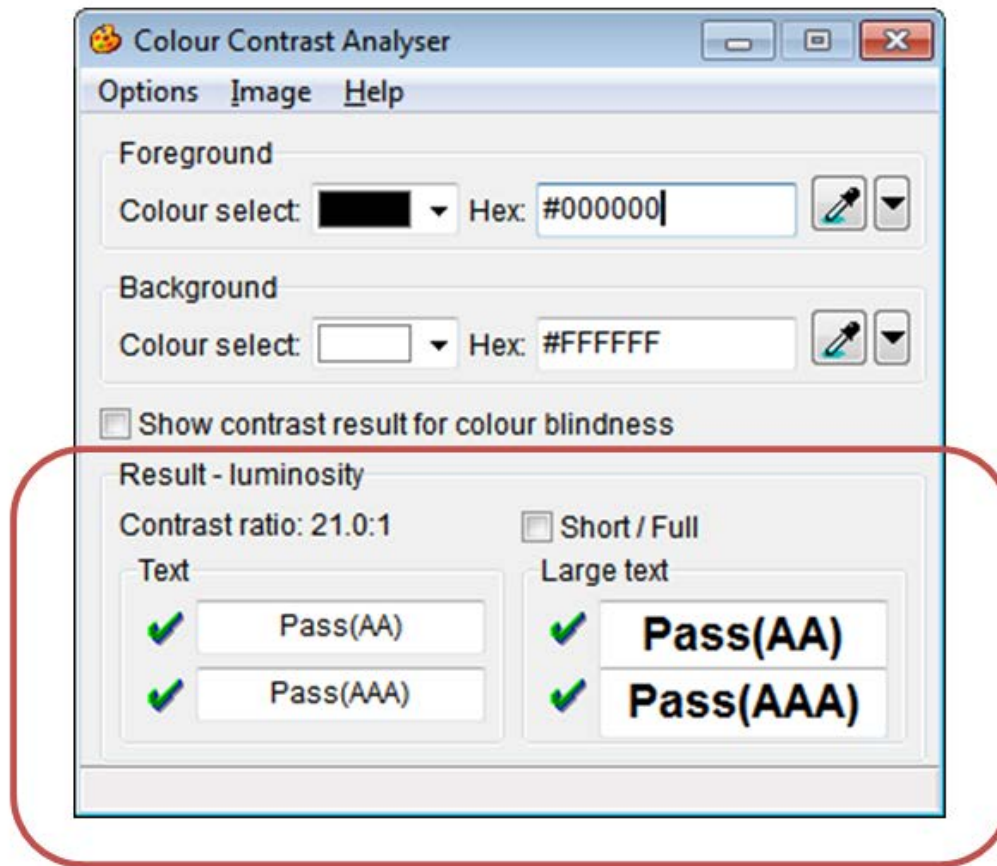 Colour Contrast Analyser
Options Image Help
Foreground
Colour select: Hex: #000000
Background
Colour select: Hex: #FFFFFF
Show contrast result for colour blindness
Result - luminosity
Contrast ratio: 21.0:1 Short / Full
Text Large text
Pass(AA) Pass(AA)
Pass(AAA) Pass(AAA)